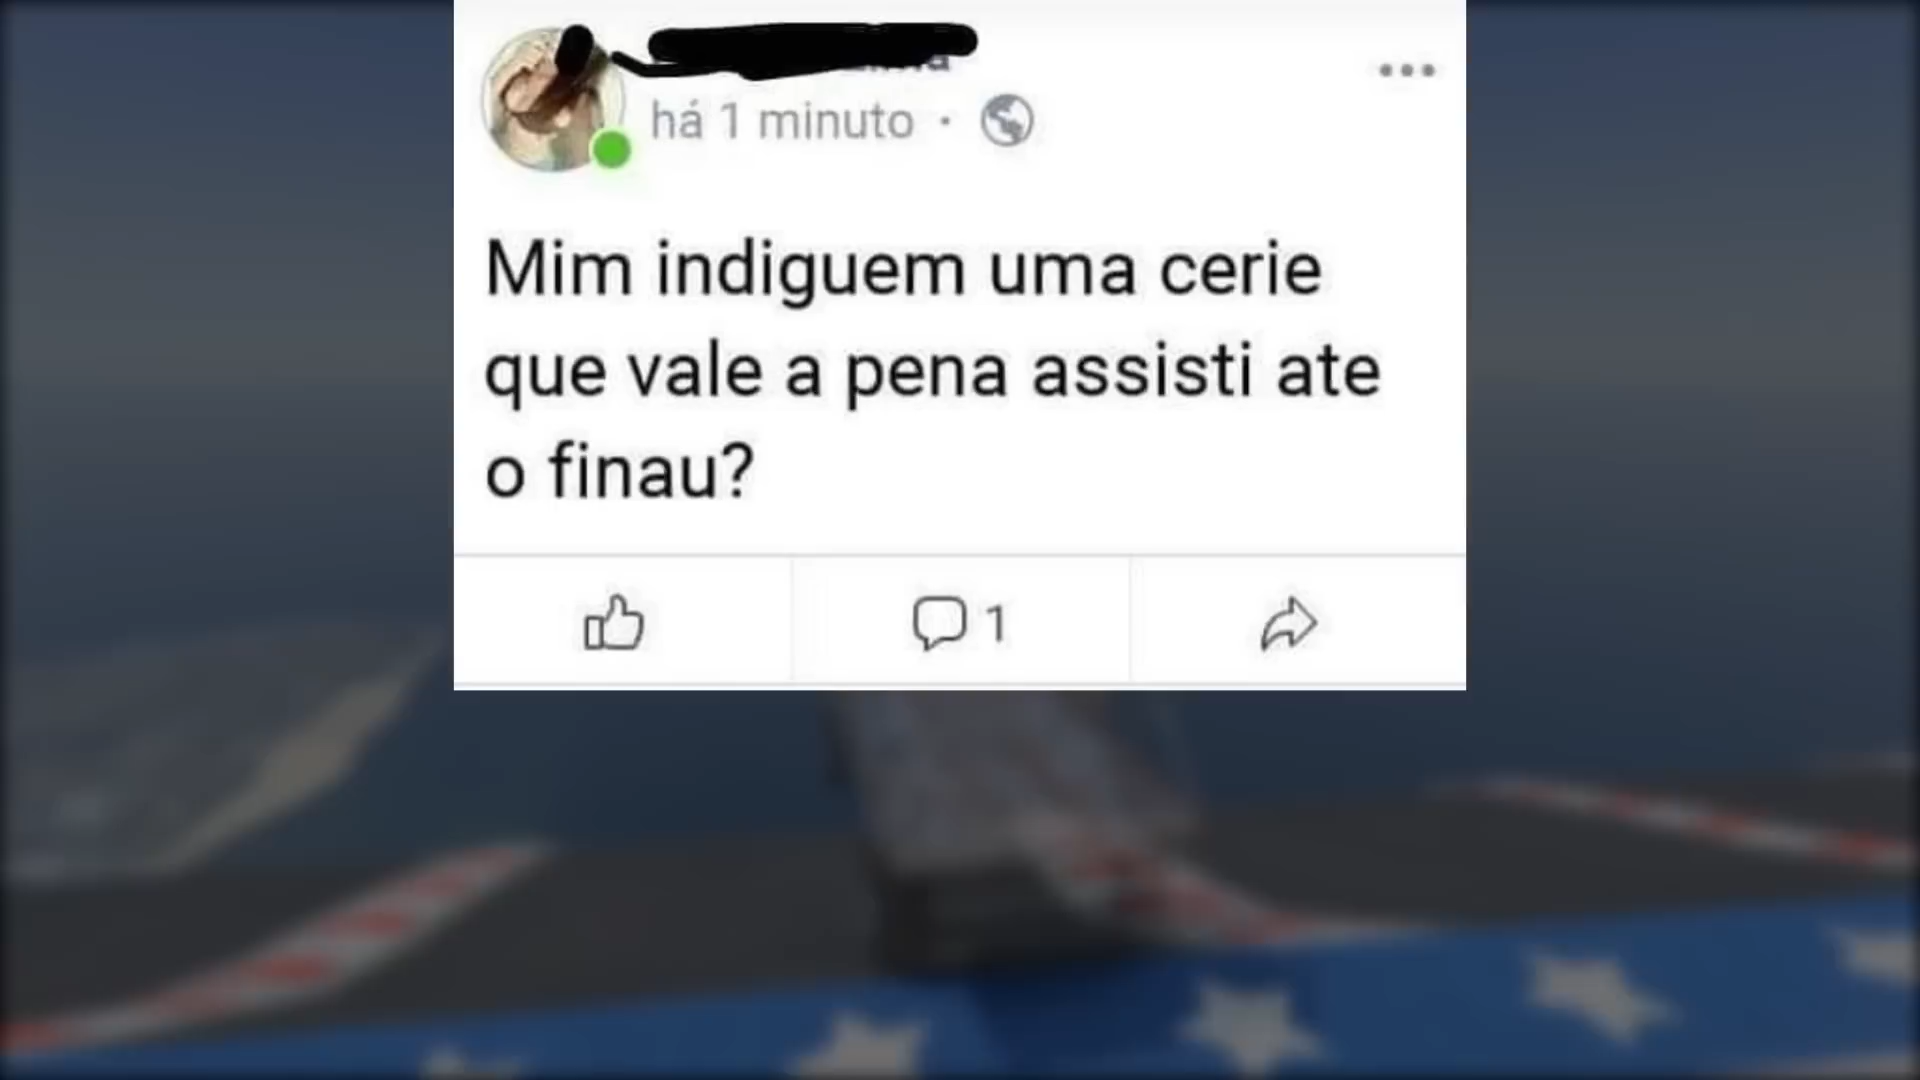 há 1 minuto ·
Mim indiguem uma cerie
que vale a pena assisti ate
o finau?
1